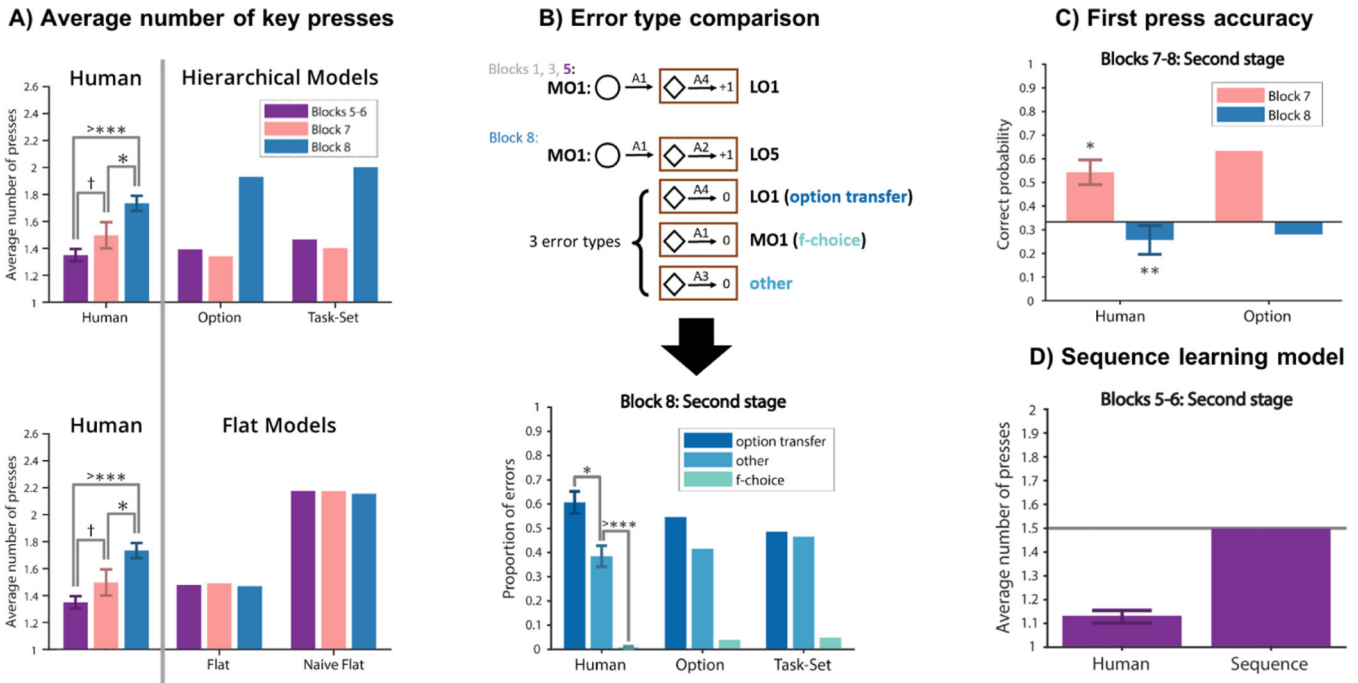 A) Average number of key presses
Human
Hierarchical Models
Average number of presses
2.6
2.4
2.2
2
1.8
1.6
1.4
1.2
1
>***
*
†
Blocks 5-6
Block 7
Block 8
Human
Option
Task-Set
Human
Flat Models
Average number of presses
2.6
2.4
2.2
2
1.8
1.6
1.4
1.2
1
>***
*
†
Flat
Naive Flat
B) Error type comparison
Blocks 1, 3, 5:
MO1: A1 A4 +1 LO1
Block 8:
MO1: A1 A2 +1 LO5
A4 0 LO1 (option transfer)
3 error types A1 0 MO1 (f-choice)
A3 0 other
Block 8: Second stage
Proportion of errors
1
0.9
0.8
0.7
0.6
0.5
0.4
0.3
0.2
0.1
0
*
>***
option transfer
other
f-choice
Human
Option
Task-Set
C) First press accuracy
Blocks 7-8: Second stage
Correct probability
1
0.9
0.8
0.7
0.6
0.5
0.4
0.3
0.2
0.1
0
*
**
Block 7
Block 8
Human
Option
D) Sequence learning model
Blocks 5-6: Second stage
Average number of presses
2
1.9
1.8
1.7
1.6
1.5
1.4
1.3
1.2
1.1
1
Human
Sequence